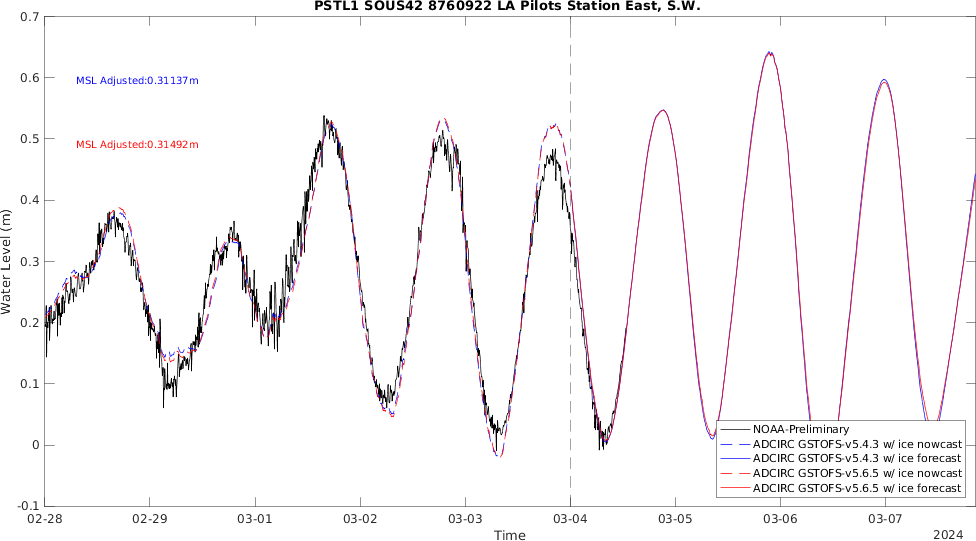 PSTL1 SOUS42 8760922 LA Pilots Station East, S.W.
0.7
0.6
0.5
0.4
0.3
0.2
0.1
0
-0.1
Water Level (m)
MSL Adjusted:0.31137m
MSL Adjusted:0.31492m
NOAA-Preliminary
ADCIRC GSTOFS-v5.4.3 w/ ice nowcast
ADCIRC GSTOFS-v5.4.3 w/ ice forecast
ADCIRC GSTOFS-v5.6.5 w/ ice nowcast
ADCIRC GSTOFS-v5.6.5 w/ ice forecast
02-28 02-29 03-01 03-02 03-03 03-04 03-05 03-06 03-07
Time
2024